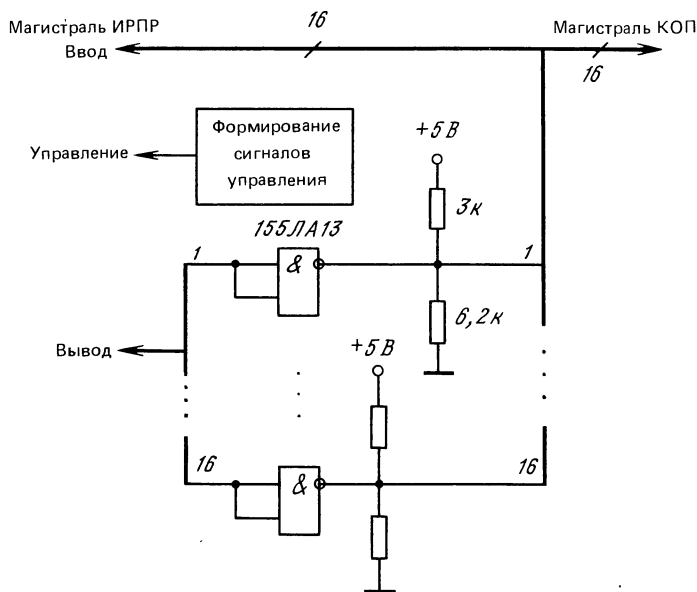 16
Магистраль ИРПР
Ввод
Магистраль КОП
16
Формирование
сигналов
управления
Управление
+5 В
3к
155ЛА13
1
&
1
6,2к
Вывод
+5 В
16
&
16